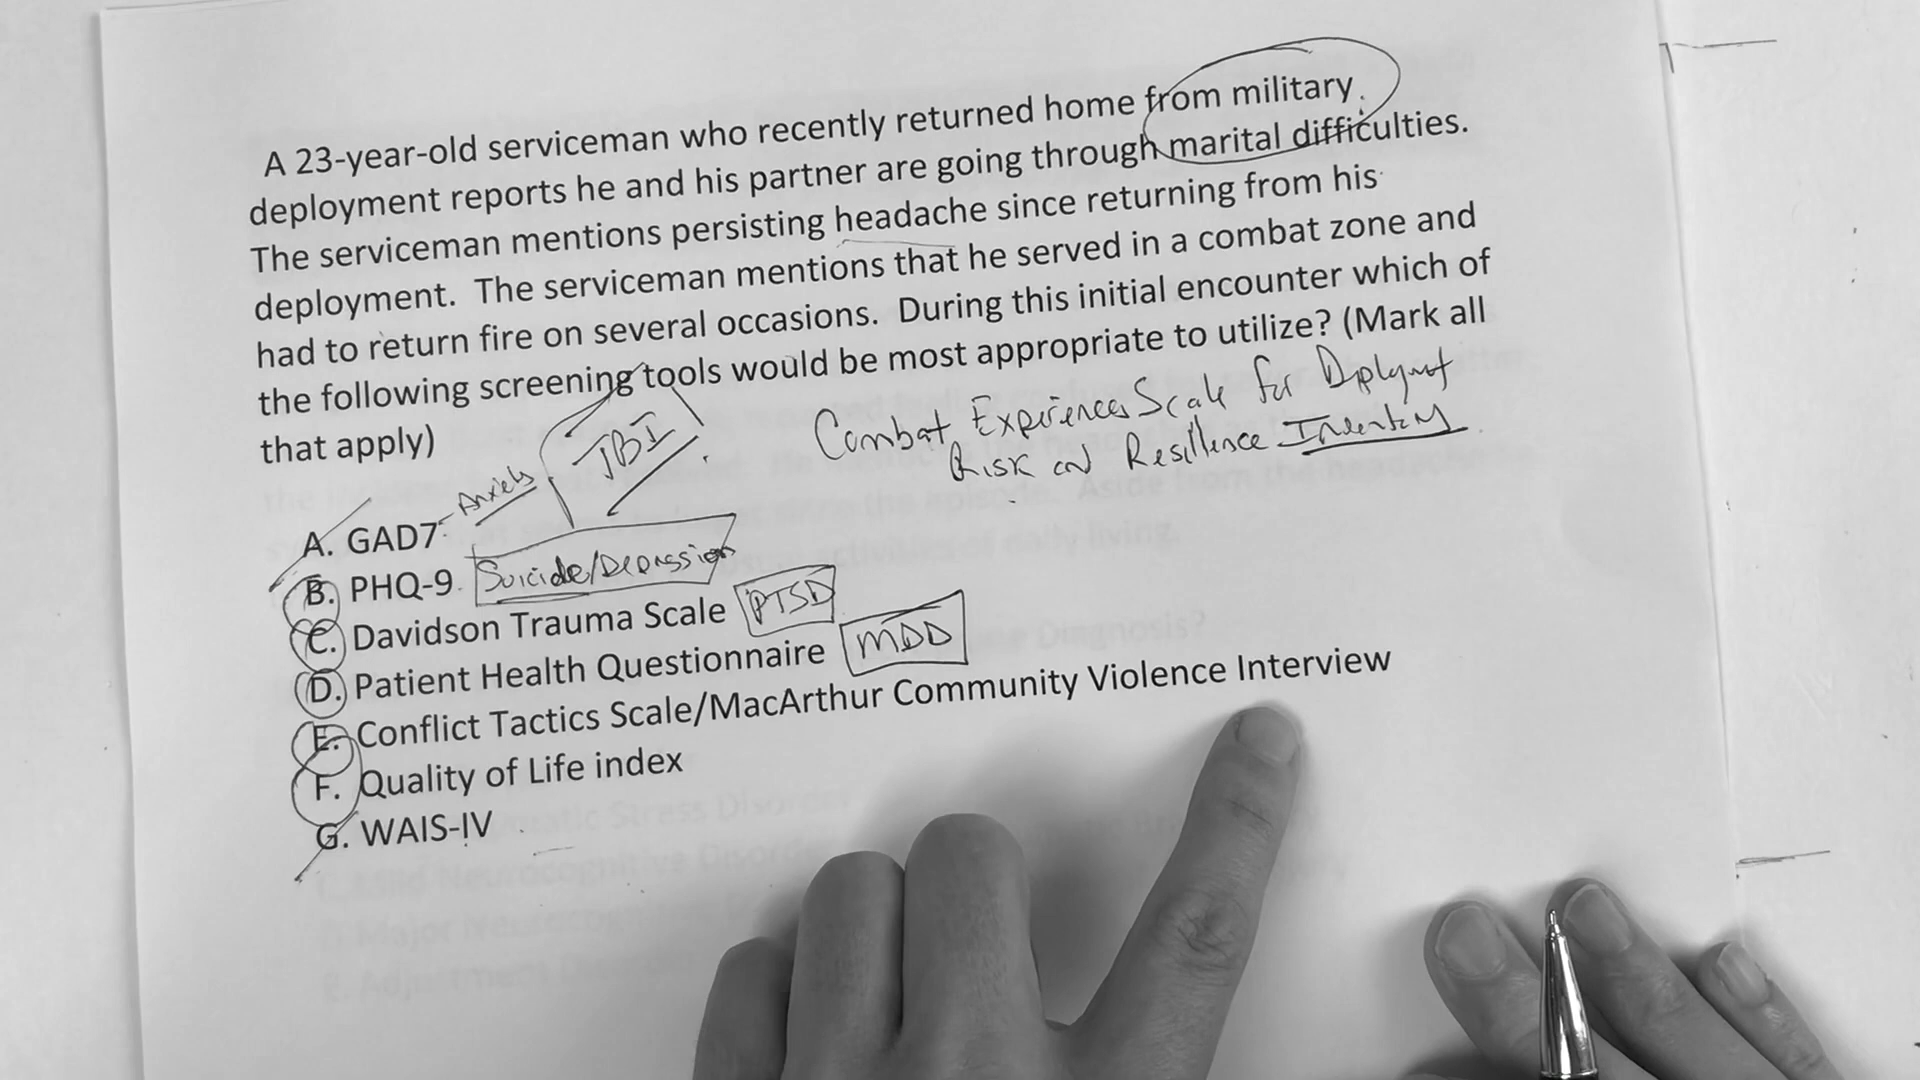 A 23-year-old serviceman who recently returned home from military
deployment reports he and his partner are going through marital difficulties.
The serviceman mentions persisting headache since returning from his
deployment. The serviceman mentions that he served in a combat zone and
had to return fire on several occasions. During this initial encounter which of
the following screening tools would be most appropriate to utilize? (Mark all
that apply)
TBI
Combat Experiences Scale for Deployment
Risk and Resilience Inventory
A. GAD7 - Anxiety
B. PHQ-9 Suicide/Depression
C. Davidson Trauma Scale PTSD
D. Patient Health Questionnaire MDD
E. Conflict Tactics Scale/MacArthur Community Violence Interview
F. Quality of Life index
G. WAIS-IV